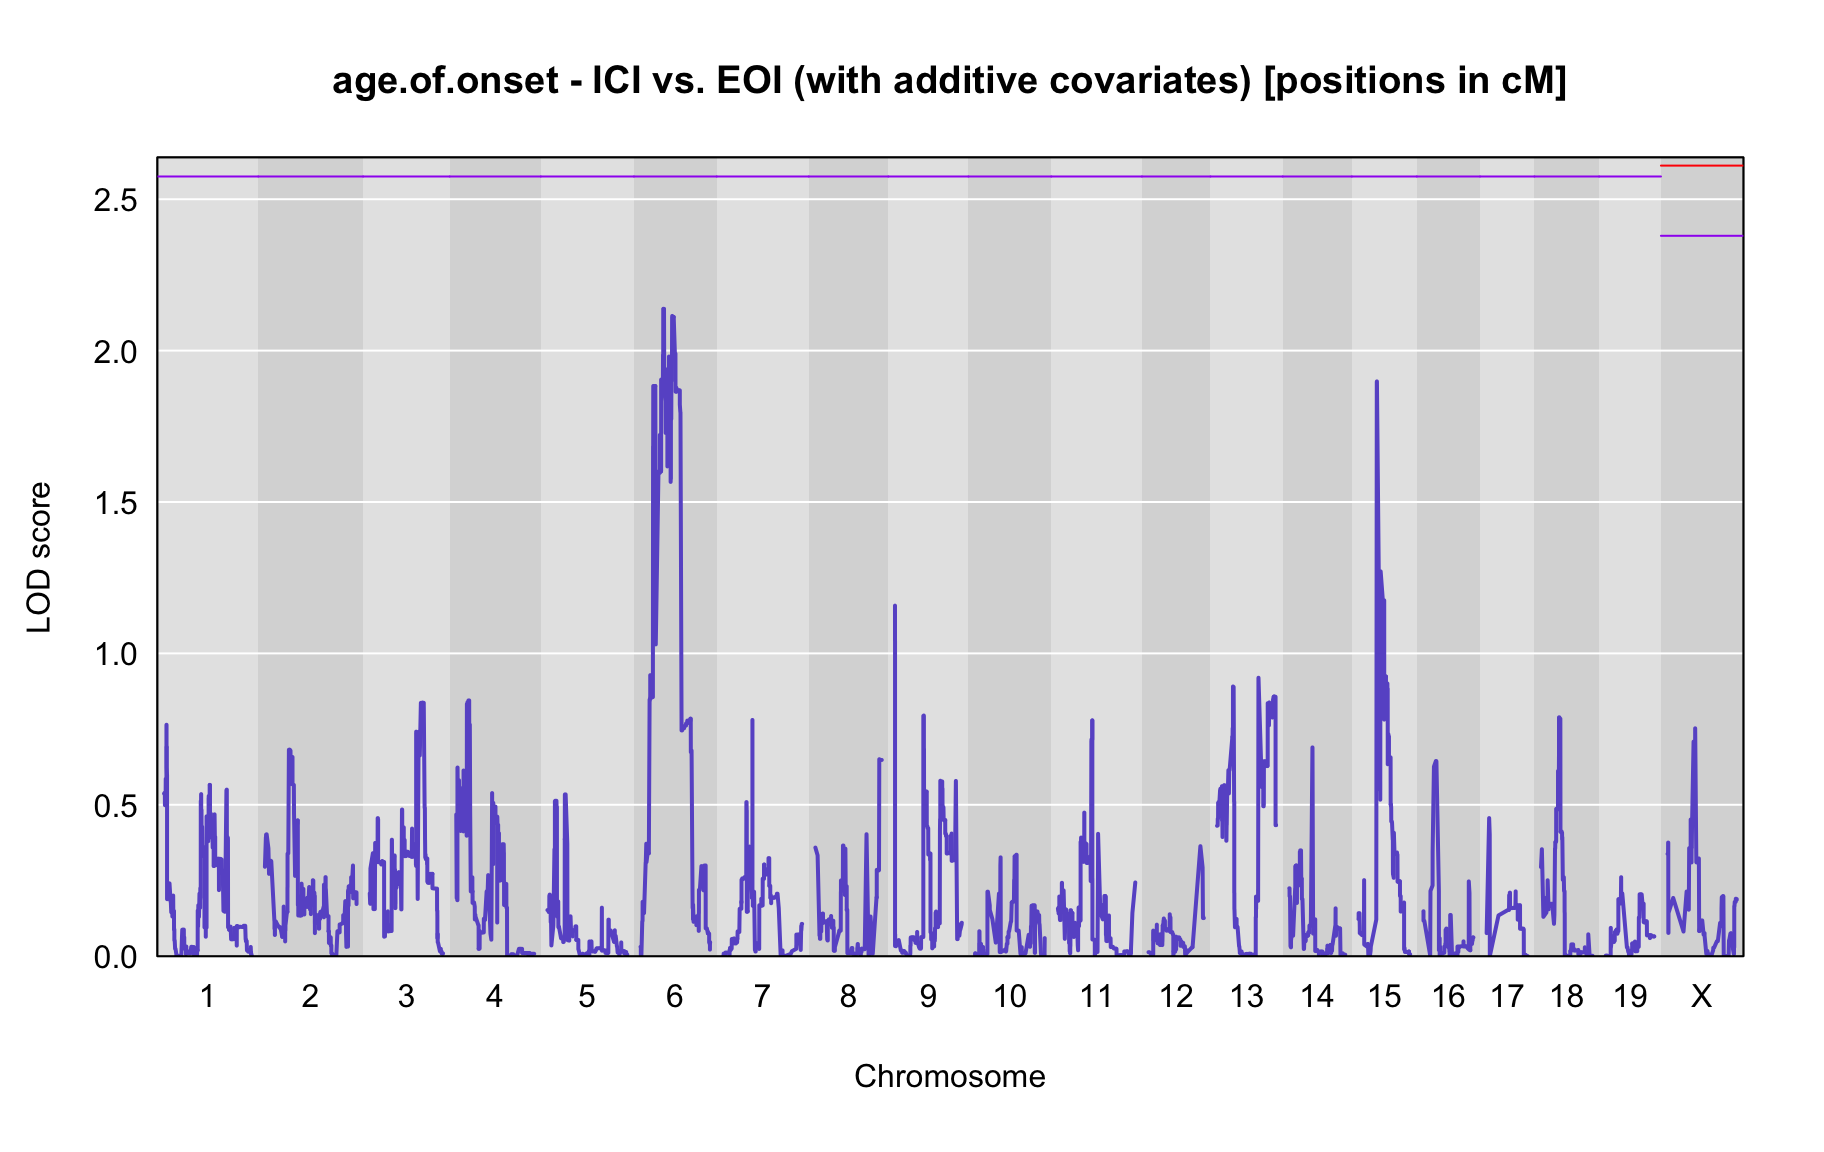 age.of.onset - ICI vs. EOI (with additive covariates) [positions in cM]
LOD score
2.5
2.0
1.5
1.0
0.5
0.0
1 2 3 4 5 6 7 8 9 10 11 12 13 14 15 16 17 18 19 X
Chromosome